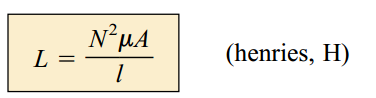 L = N²μA / l (henries, H)